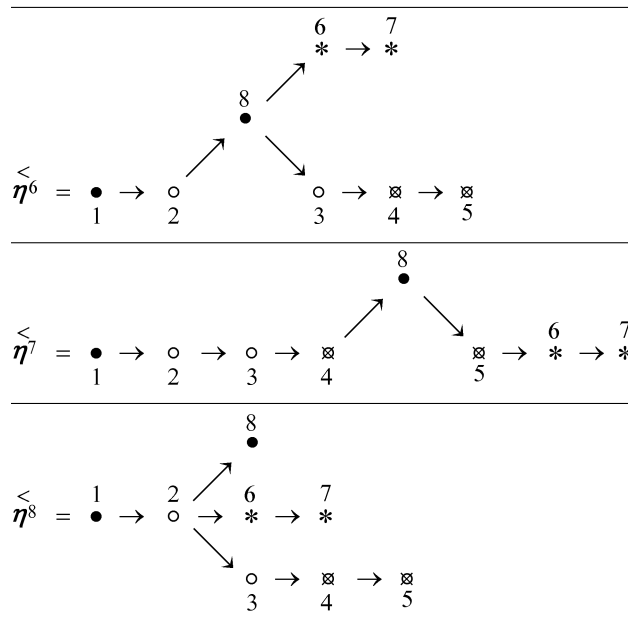 6 7
* → *
8
●
<
η⁶ = ● → ○ ○ → ⊗ → ⊗
1 2 3 4 5
8
●
<
η⁷ = ● → ○ → ○ → ⊗ ⊗ → * → *
6 7
1 2 3 4 5
8
●
1 2 6 7
<
η⁸ = ● → ○ → * → *
○ → ⊗ → ⊗
3 4 5